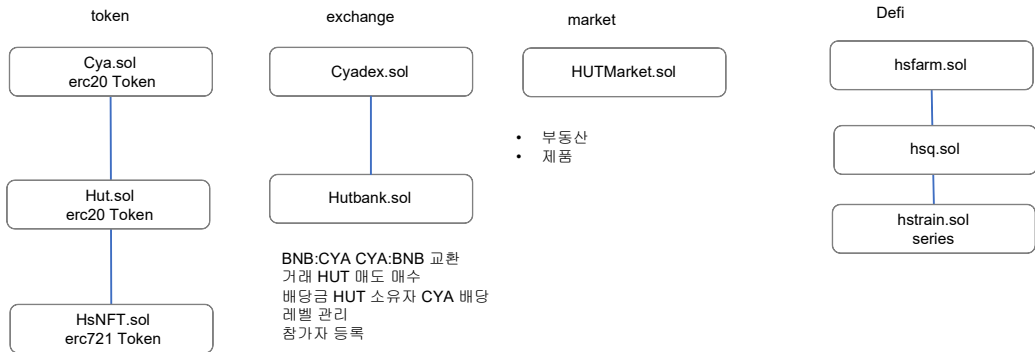 token
Cya.sol
erc20 Token
Hut.sol
erc20 Token
HsNFT.sol
erc721 Token
exchange
Cyadex.sol
Hutbank.sol
BNB:CYA CYA:BNB 교환
거래 HUT 매도 매수
배당금 HUT 소유자 CYA 배당
레벨 관리
참가자 등록
market
HUTMarket.sol
• 부동산
• 제품
Defi
hsfarm.sol
hsq.sol
hstrain.sol
series